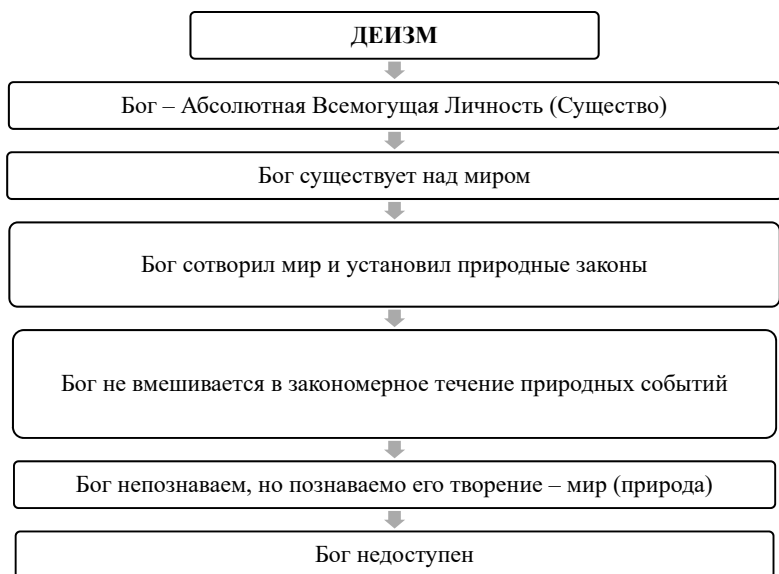 ДЕИЗМ
Бог – Абсолютная Всемогущая Личность (Существо)
Бог существует над миром
Бог сотворил мир и установил природные законы
Бог не вмешивается в закономерное течение природных событий
Бог непознаваем, но познаваемо его творение – мир (природа)
Бог недоступен